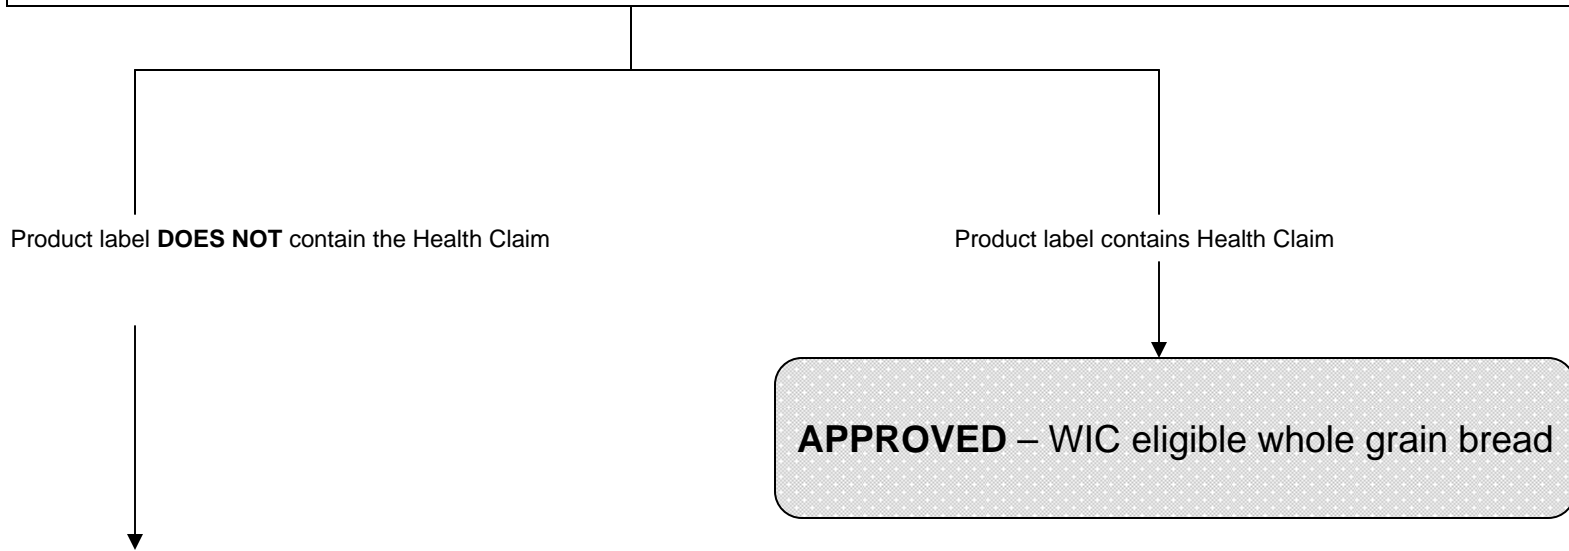 Product label DOES NOT contain the Health Claim
Product label contains Health Claim
APPROVED – WIC eligible whole grain bread